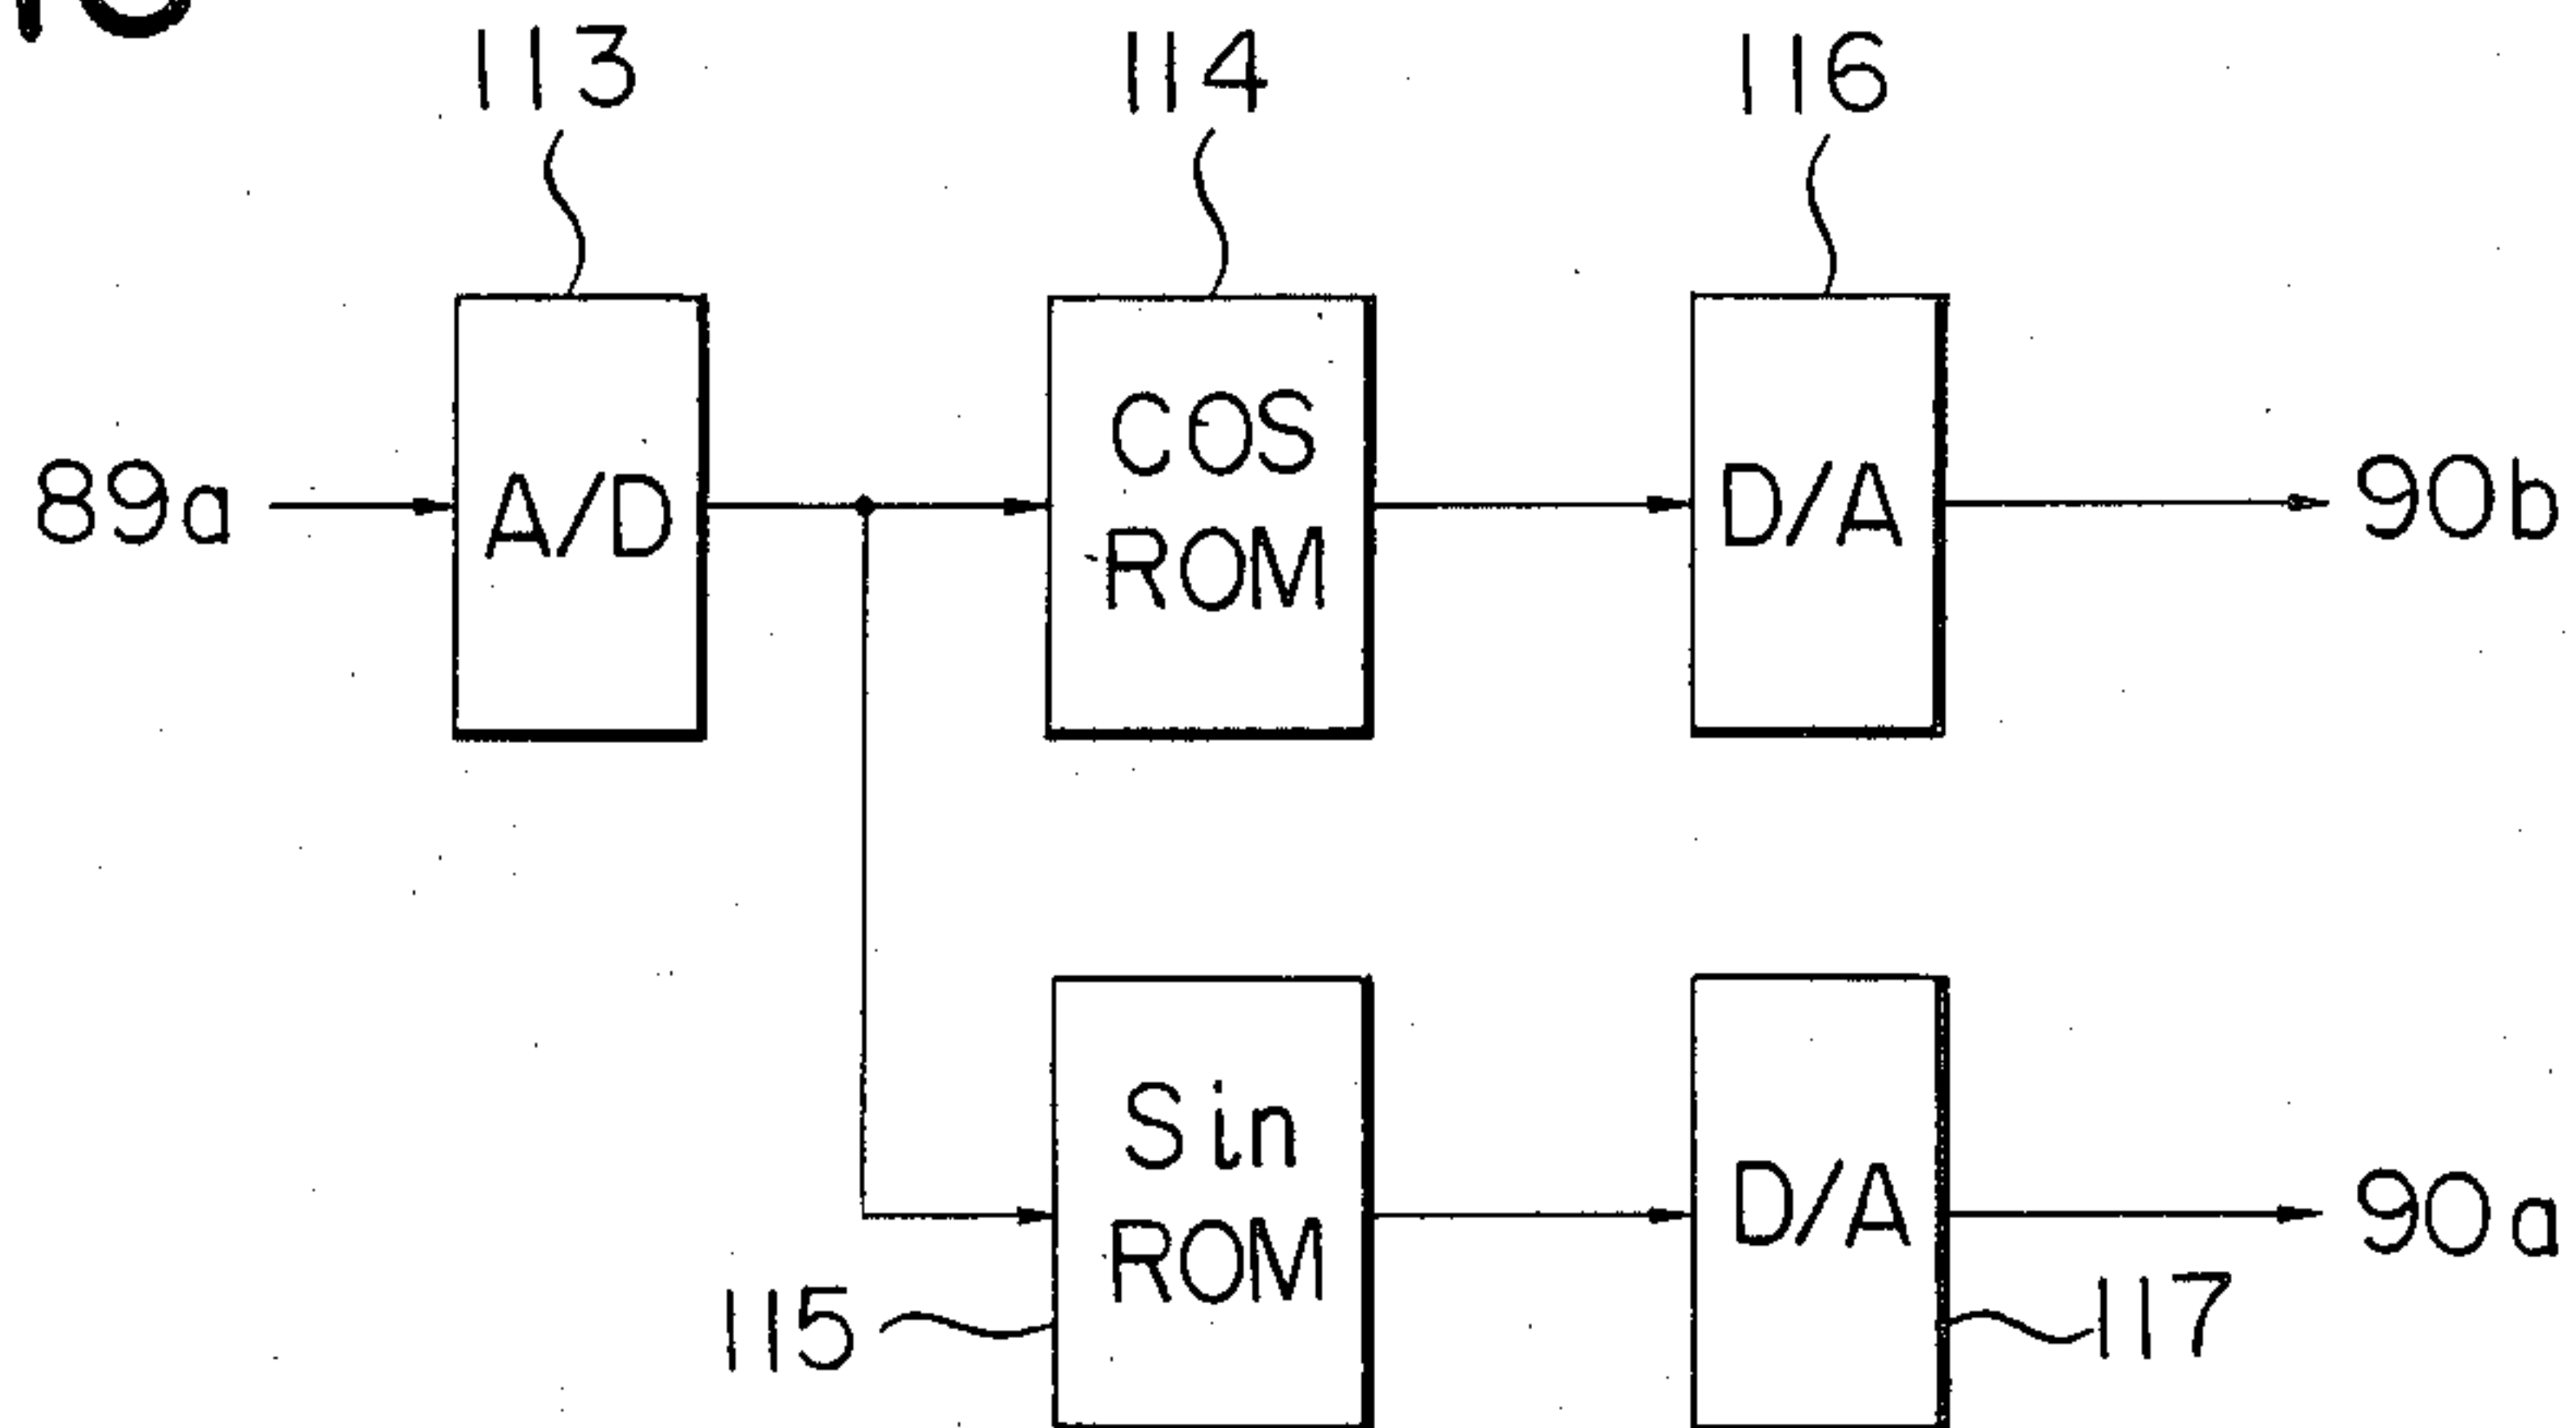 113
114
116
89a
A/D
COS
ROM
D/A
90b
Sin
ROM
D/A
90a
115
117